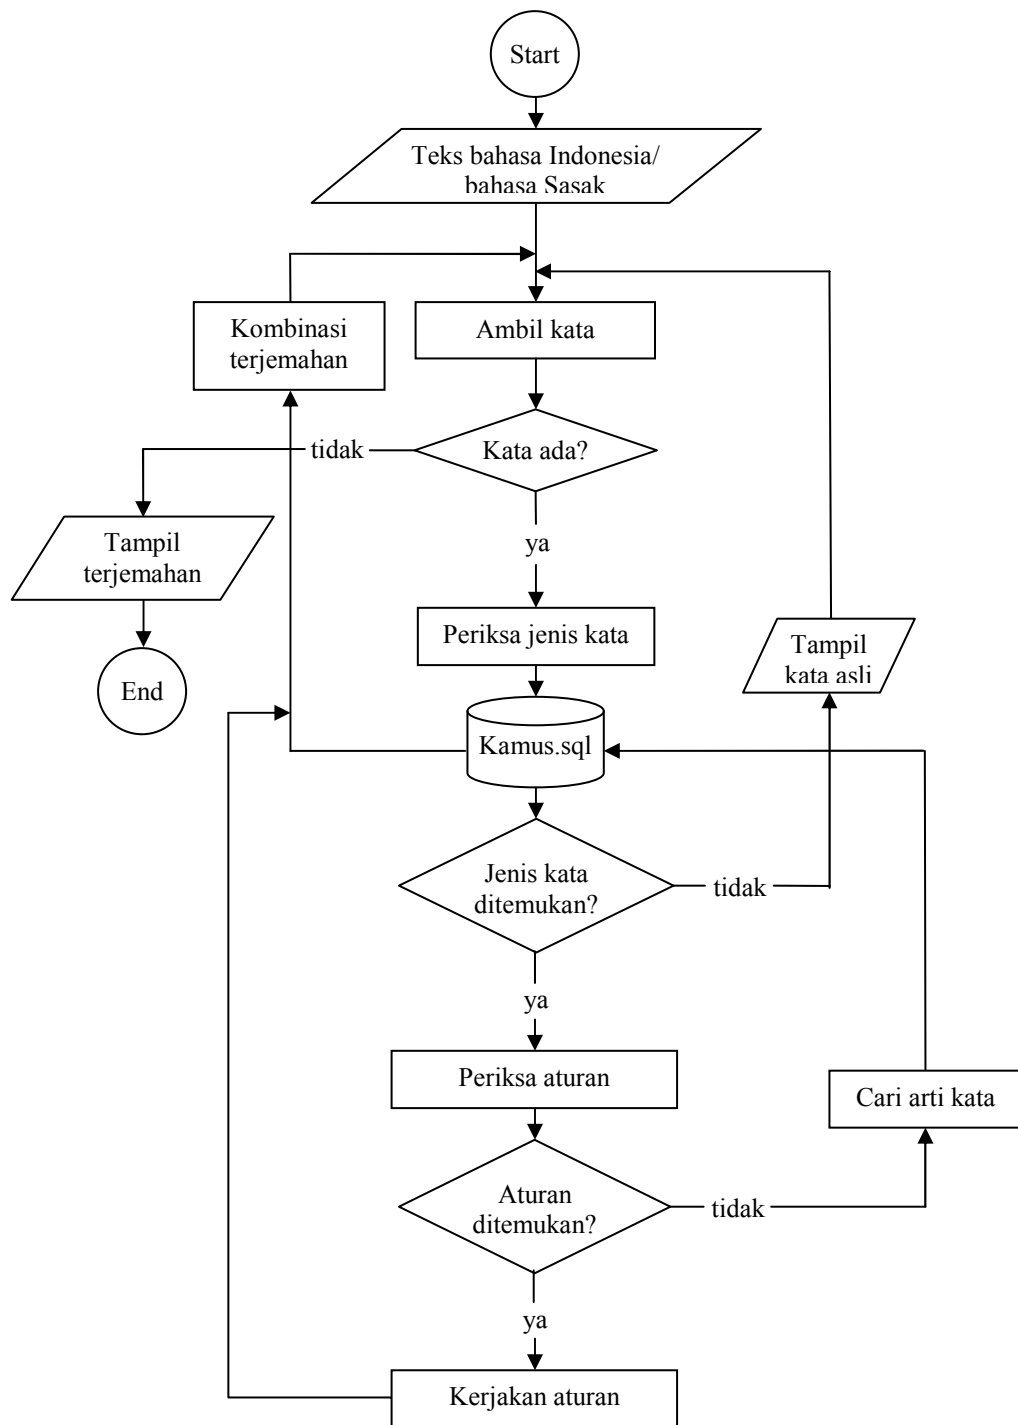 Start
Teks bahasa Indonesia/
bahasa Sasak
Kombinasi
terjemahan
Ambil kata
tidak
Kata ada?
Tampil
terjemahan
ya
Periksa jenis kata
Tampil
kata asli
End
Kamus.sql
Jenis kata
ditemukan?
tidak
ya
Periksa aturan
Cari arti kata
Aturan
ditemukan?
tidak
ya
Kerjakan aturan